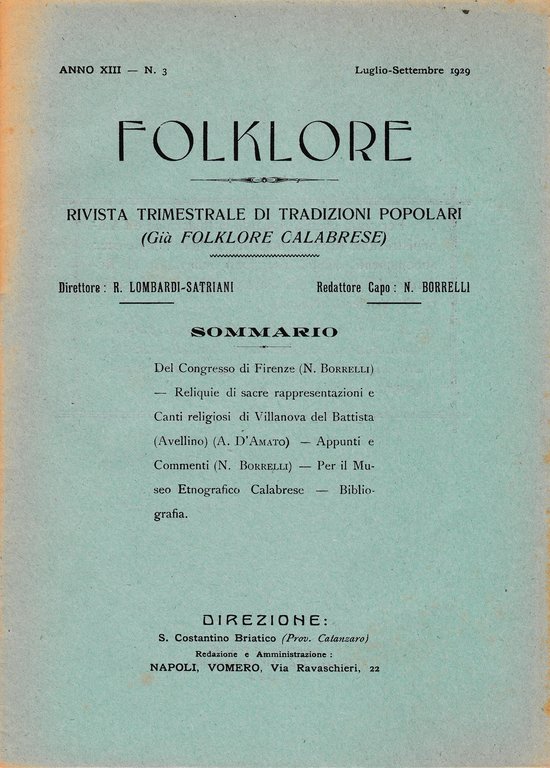 ANNO XIII — N. 3
Luglio-Settembre 1929
FOLKLORE
RIVISTA TRIMESTRALE DI TRADIZIONI POPOLARI
(Già FOLKLORE CALABRESE)
Direttore : R. LOMBARDI-SATRIANI
Redattore Capo : N. BORRELLI
SOMMARIO
Del Congresso di Firenze (N. BORRELLI)
— Reliquie di sacre rappresentazioni e
Canti religiosi di Villanova del Battista
(Avellino) (A. D'AMATO) — Appunti e
Commenti (N. BORRELLI) — Per il Mu-
seo Etnografico Calabrese — Biblio-
grafia.
DIREZIONE:
S. Costantino Briatico (Prov. Catanzaro)
Redazione e Amministrazione :
NAPOLI, VOMERO, Via Ravaschieri, 22